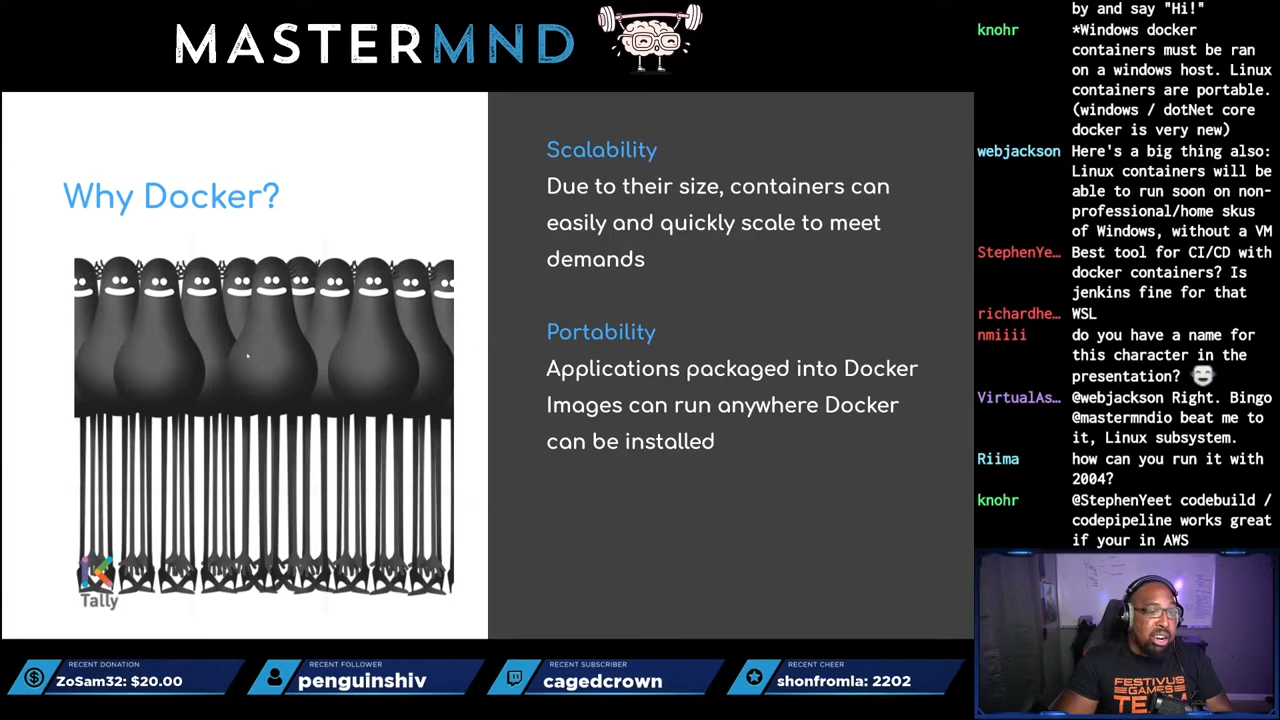 MASTERMND
Why Docker?
Tally
Scalability
Due to their size, containers can
easily and quickly scale to meet
demands
Portability
Applications packaged into Docker
Images can run anywhere Docker
can be installed
by and say "Hi!"
knohr *Windows docker
containers must be ran
on a windows host. Linux
containers are portable.
(windows / dotNet core
docker is very new)
webjackson Here's a big thing also:
Linux containers will be
able to run soon on non-
professional/home skus
of Windows, without a VM
StephenYe… Best tool for CI/CD with
docker containers? Is
jenkins fine for that
richardhe… WSL
nmiiii do you have a name for
this character in the
presentation?
VirtualAs… @webjackson Right. Bingo
@mastermndio beat me to
it, Linux subsystem.
Riima how can you run it with
2004?
knohr @StephenYeet codebuild /
codepipeline works great
if your in AWS
FESTIVUS
GAMES
TEAM
RECENT DONATION
ZoSam32: $20.00
RECENT FOLLOWER
penguinshiv
RECENT SUBSCRIBER
cagedcrown
RECENT CHEER
shonfromla: 2202